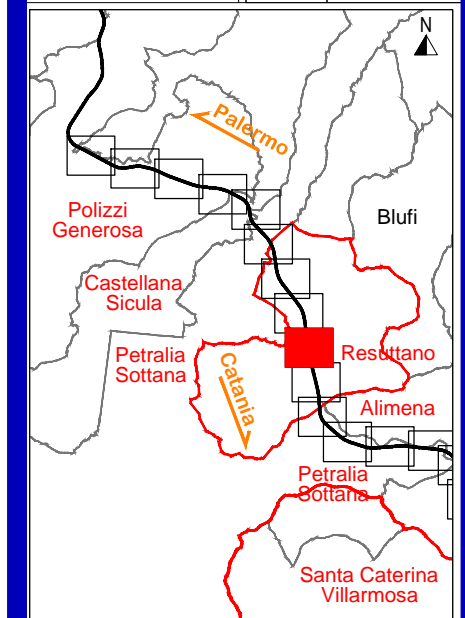 N
Palermo
Polizzi
Generosa
Blufi
Castellana
Sicula
Petralia
Sottana
Resuttano
Catania
Alimena
Petralia
Sottana
Santa Caterina
Villarmosa